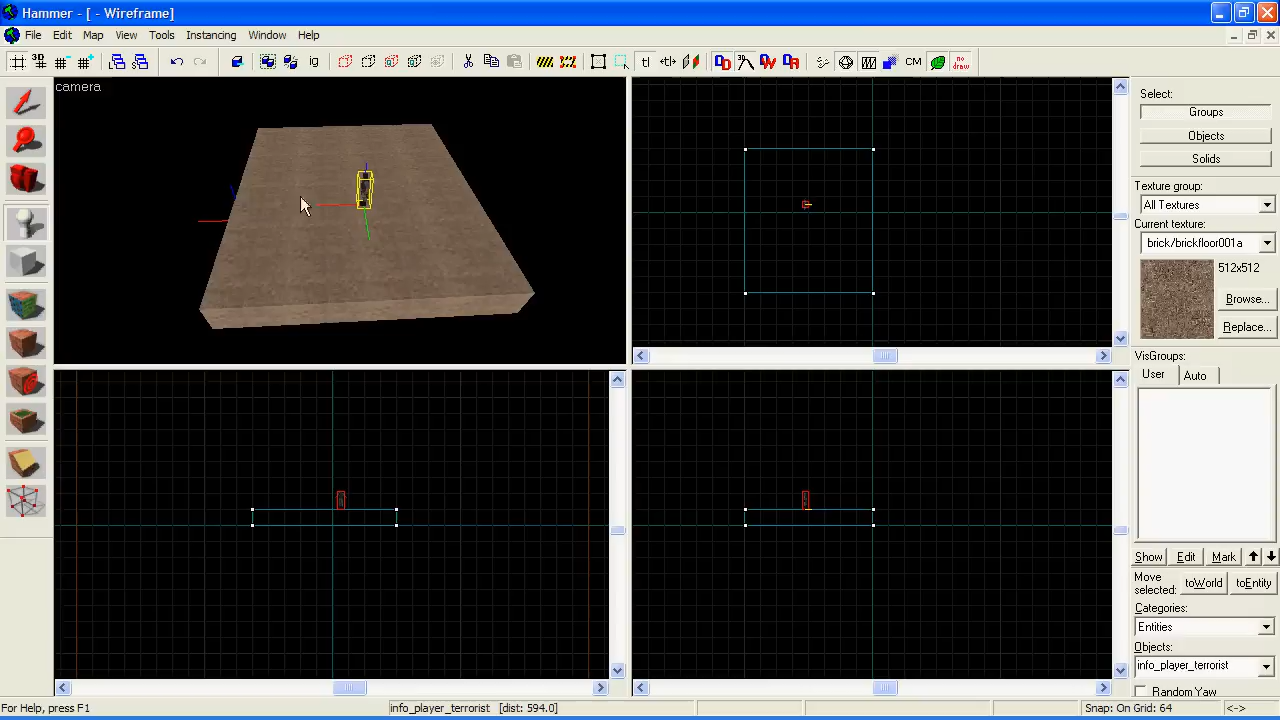 Hammer - [ - Wireframe]
File Edit Map View Tools Instancing Window Help
camera
Select:
Groups
Objects
Solids
Texture group:
All Textures
Current texture:
brick/brickfloor001a
512x512
Browse...
Replace...
VisGroups:
User Auto
Show Edit Mark
Move selected:
toWorld toEntity
Categories:
Entities
Objects:
info_player_terrorist
Random Yaw
For Help, press F1 info_player_terrorist [dist: 594.0] Snap: On Grid: 64 <->